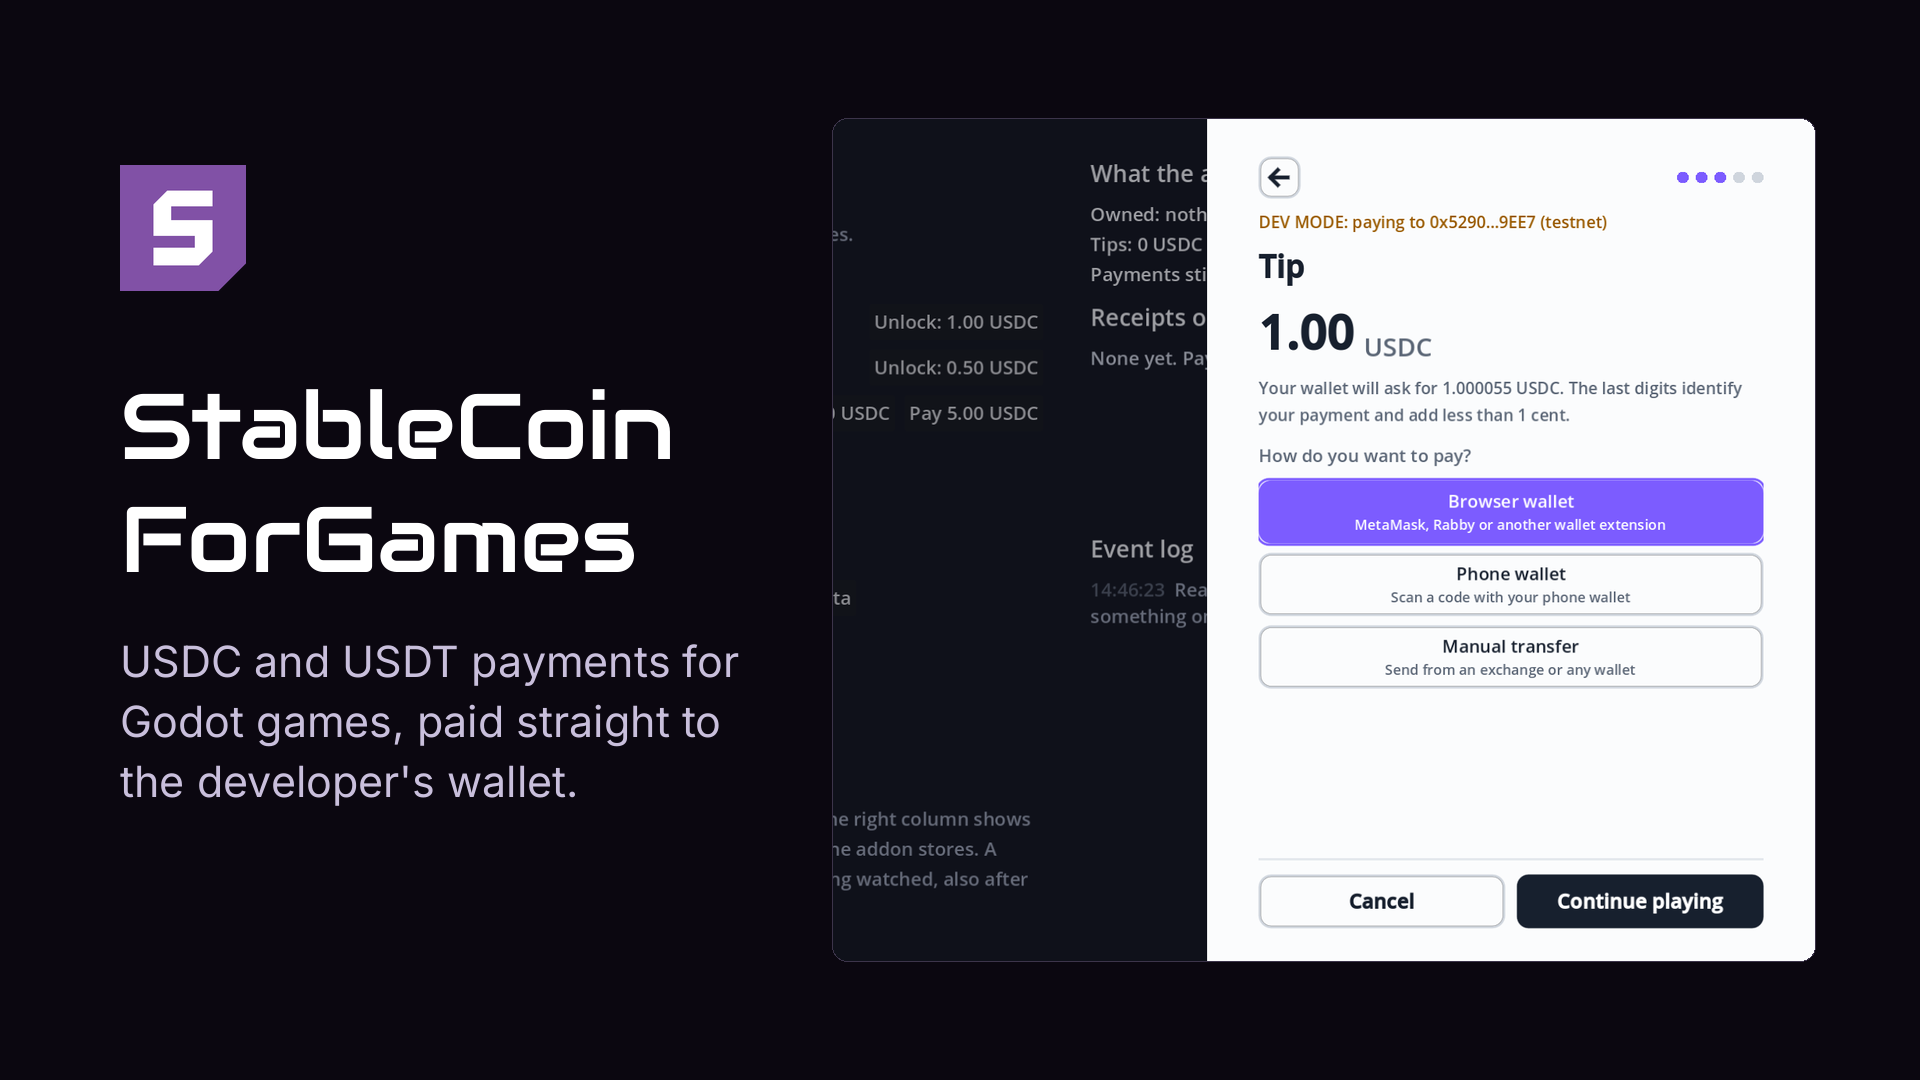 S
StableCoin
ForGames
USDC and USDT payments for
Godot games, paid straight to
the developer's wallet.
es.
Unlock: 1.00 USDC
Unlock: 0.50 USDC
USDC
Pay 5.00 USDC
ta
he right column shows
he addon stores. A
ng watched, also after
What the a
Owned: noth
Tips: 0 USDC
Payments sti
Receipts o
None yet. Pay
Event log
14:46:23 Rea
something or
DEV MODE: paying to 0x5290...9EE7 (testnet)
Tip
1.00 USDC
Your wallet will ask for 1.000055 USDC. The last digits identify
your payment and add less than 1 cent.
How do you want to pay?
Browser wallet
MetaMask, Rabby or another wallet extension
Phone wallet
Scan a code with your phone wallet
Manual transfer
Send from an exchange or any wallet
Cancel
Continue playing